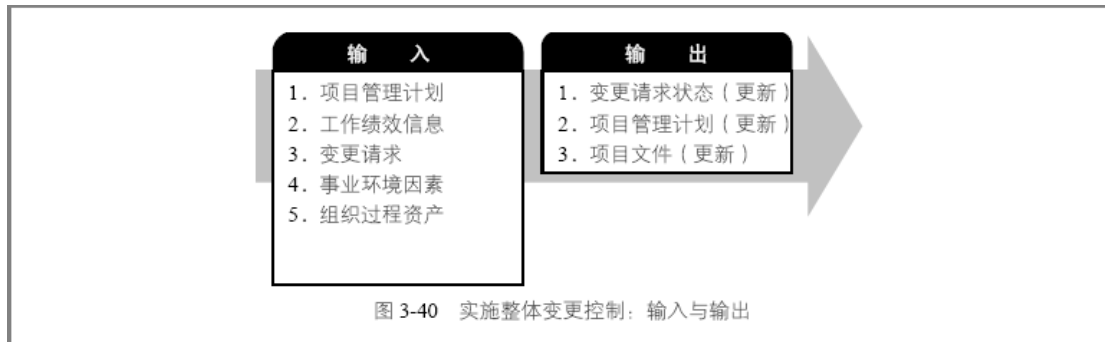 输 入
1．项目管理计划
2．工作绩效信息
3．变更请求
4．事业环境因素
5．组织过程资产
输 出
1．变更请求状态（更新）
2．项目管理计划（更新）
3．项目文件（更新）
图 3-40 实施整体变更控制：输入与输出